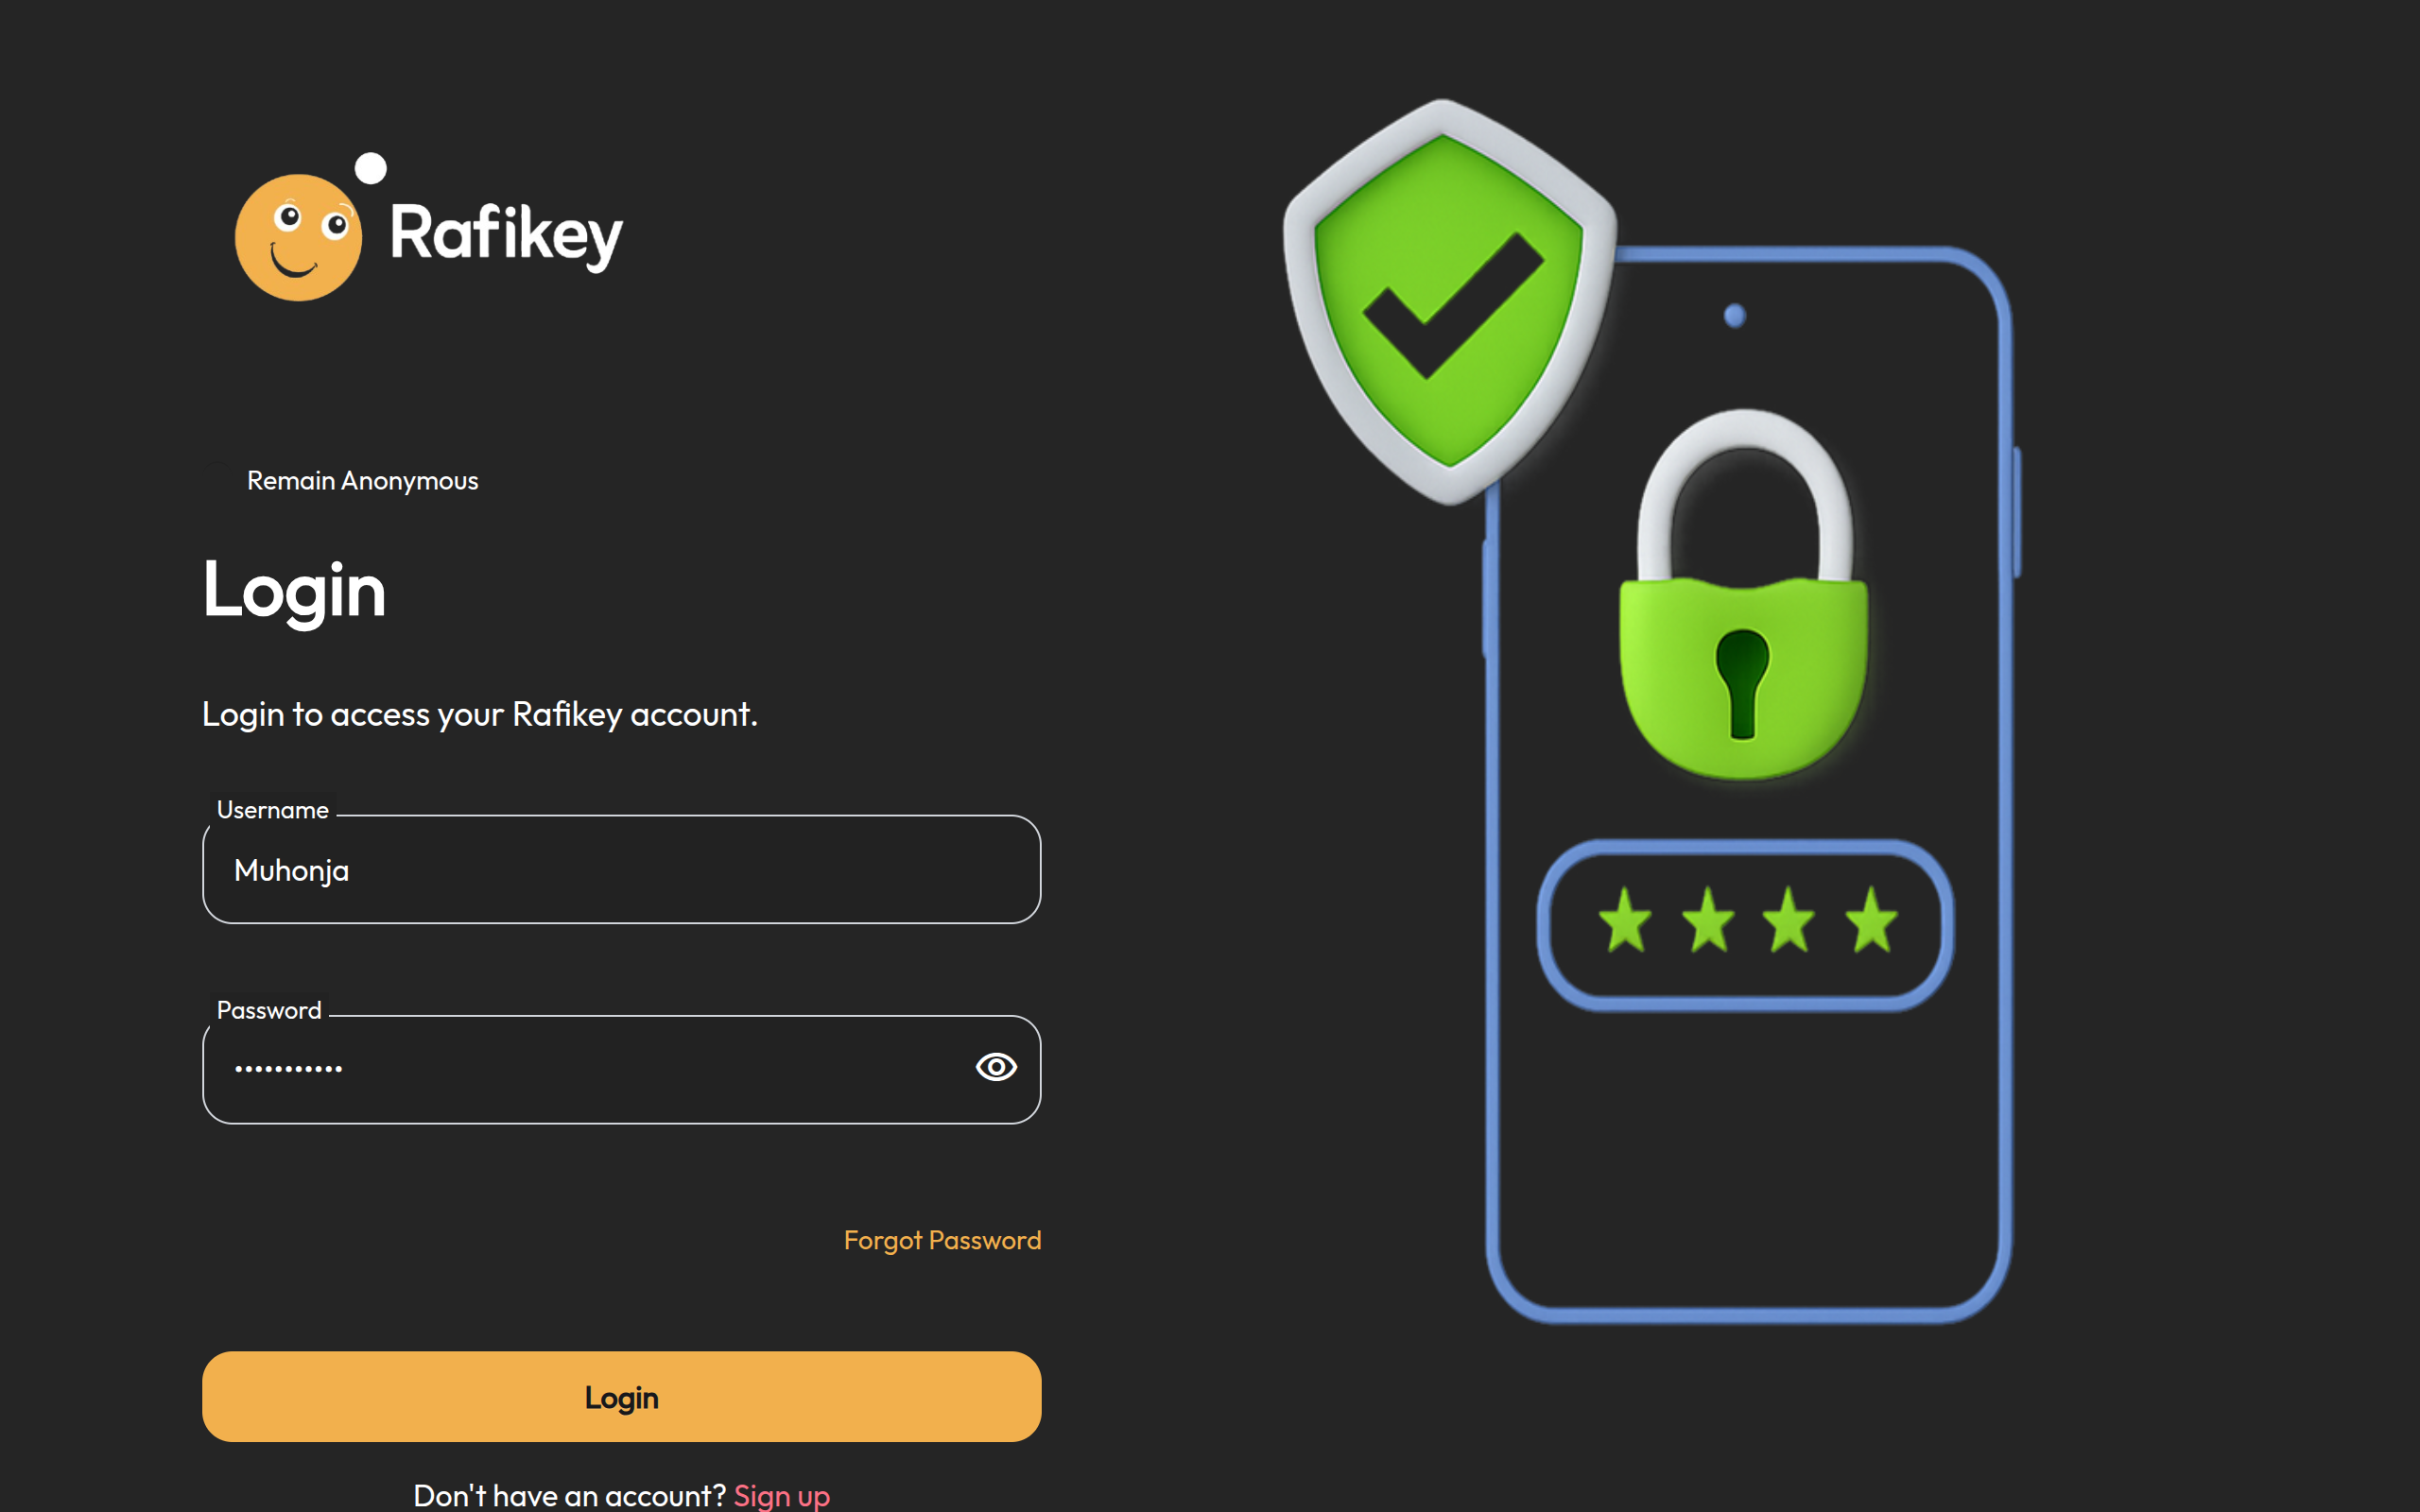 Rafikey
Remain Anonymous
Login
Login to access your Rafikey account.
Username
Muhonja
Password
•••••••••••
Forgot Password
Login
Don't have an account? Sign up